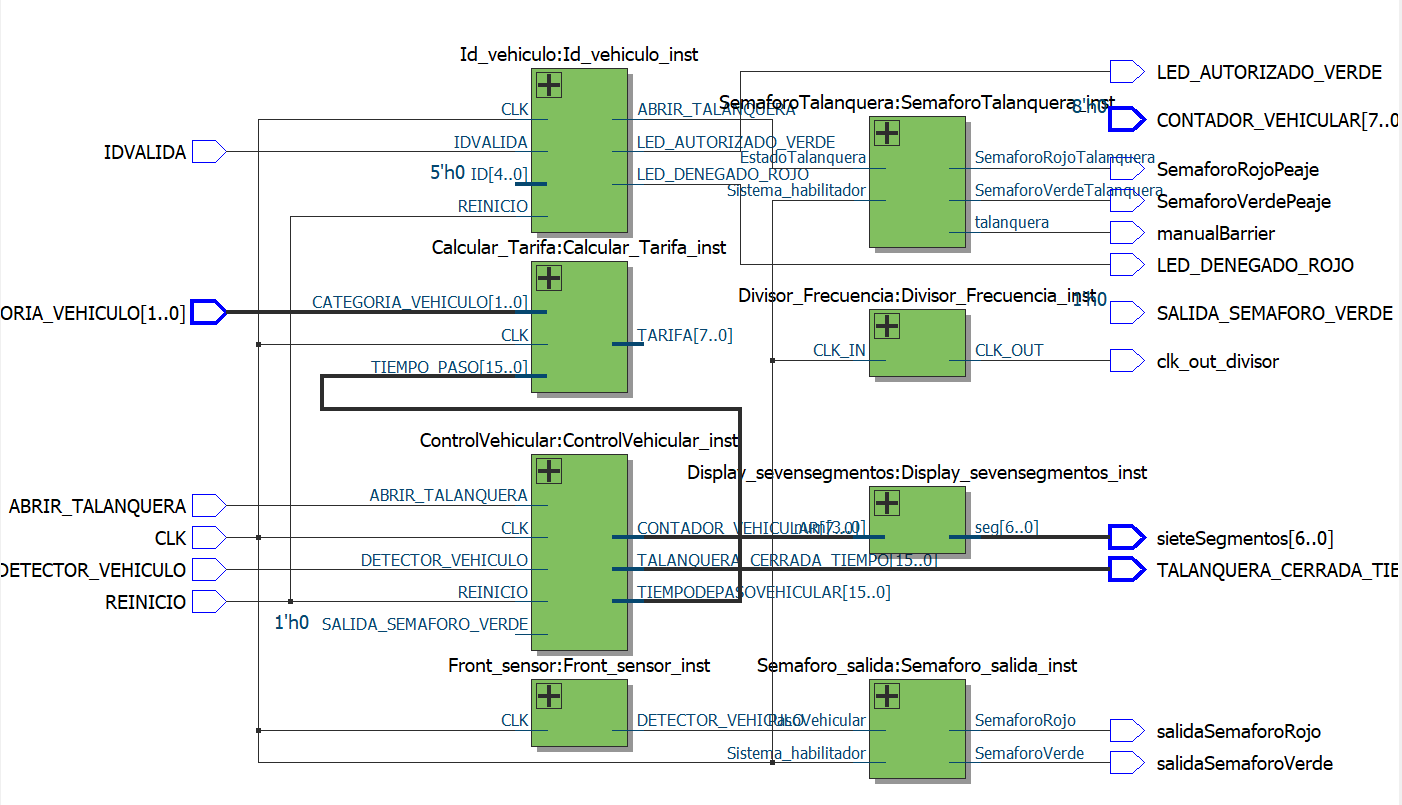 Id_vehiculo:Id_vehiculo_inst
CLK
IDVALIDA
5'h0 ID[4..0]
REINICIO
ABRIR_TALANQUERA
LED_AUTORIZADO_VERDE
LED_DENEGADO_ROJO
IDVALIDA
SemaforoTalanquera:SemaforoTalanquera_inst
EstadoTalanquera
Sistema_habilitador
SemaforoRojoTalanquera
SemaforoVerdeTalanquera
talanquera
LED_AUTORIZADO_VERDE
8'h0
CONTADOR_VEHICULAR[7..0
SemaforoRojoPeaje
SemaforoVerdePeaje
manualBarrier
LED_DENEGADO_ROJO
Calcular_Tarifa:Calcular_Tarifa_inst
ORIA_VEHICULO[1..0]
CATEGORIA_VEHICULO[1..0]
CLK
TIEMPO_PASO[15..0]
TARIFA[7..0]
Divisor_Frecuencia:Divisor_Frecuencia_inst
CLK_IN
CLK_OUT
1'h0
SALIDA_SEMAFORO_VERDE
clk_out_divisor
ControlVehicular:ControlVehicular_inst
ABRIR_TALANQUERA
CLK
DETECTOR_VEHICULO
REINICIO
ABRIR_TALANQUERA
CLK
DETECTOR_VEHICULO
REINICIO
1'h0 SALIDA_SEMAFORO_VERDE
CONTADOR_VEHICULAR[7..0]
TALANQUERA_CERRADA_TIEMPO[15..0]
TIEMPODEPASOVEHICULAR[15..0]
Display_sevensegmentos:Display_sevensegmentos_inst
num[3..0]
seg[6..0]
sieteSegmentos[6..0]
TALANQUERA_CERRADA_TIE
Front_sensor:Front_sensor_inst
CLK
DETECTOR_VEHICULO
Semaforo_salida:Semaforo_salida_inst
PasoVehicular
Sistema_habilitador
SemaforoRojo
SemaforoVerde
salidaSemaforoRojo
salidaSemaforoVerde